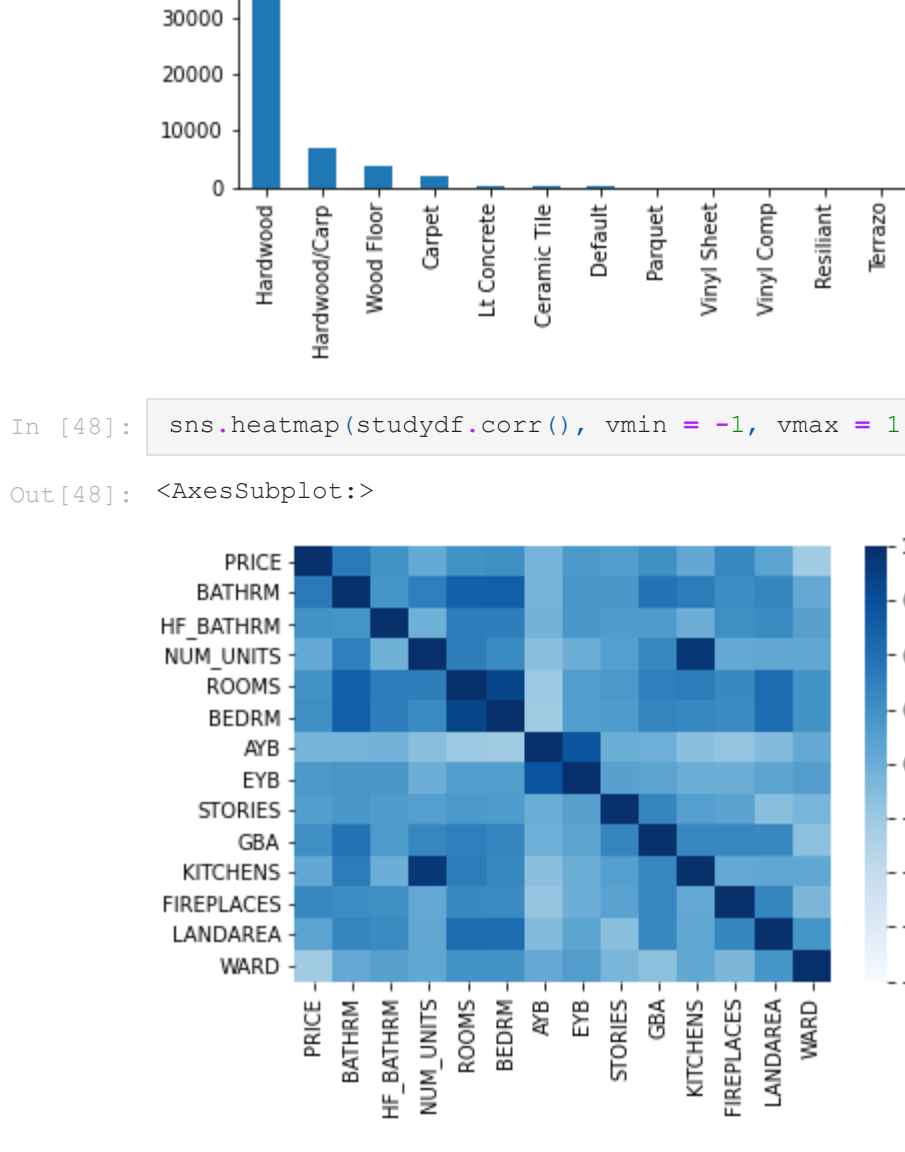 30000
20000
10000
0
Hardwood
Hardwood/Carp
Wood Floor
Carpet
Lt Concrete
Ceramic Tile
Default
Parquet
Vinyl Sheet
Vinyl Comp
Resiliant
Terrazo
In [48]: sns.heatmap(studydf.corr(), vmin = -1, vmax = 1
Out[48]: <AxesSubplot:>
PRICE
BATHRM
HF_BATHRM
NUM_UNITS
ROOMS
BEDRM
AYB
EYB
STORIES
GBA
KITCHENS
FIREPLACES
LANDAREA
WARD
PRICE
BATHRM
HF_BATHRM
NUM_UNITS
ROOMS
BEDRM
AYB
EYB
STORIES
GBA
KITCHENS
FIREPLACES
LANDAREA
WARD